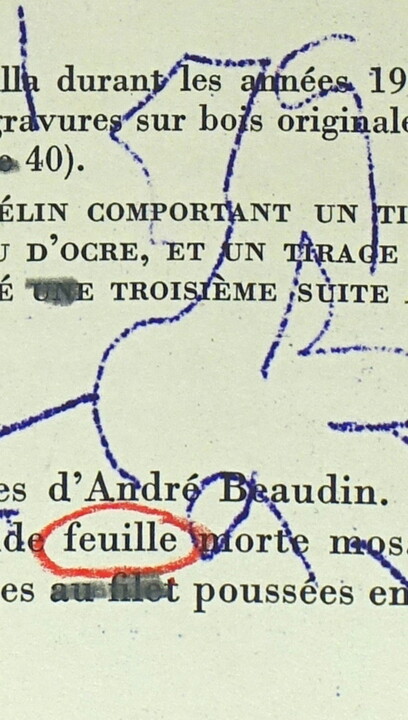 lla durant les années 19
gravures sur bois originale
40).
ÉLIN COMPORTANT UN TI
D'OCRE, ET UN TIRAGE
É UNE TROISIÈME SUITE
es d'André Beaudin.
de feuille morte mos
es au filet poussées en